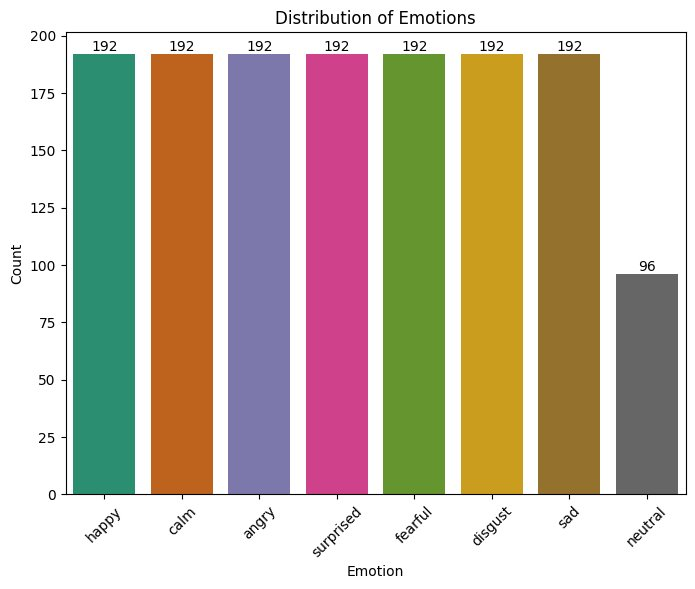 Distribution of Emotions
200
175
150
125
100
75
50
25
0
Count
192 192 192 192 192 192 192 96
happy calm angry surprised fearful disgust sad neutral
Emotion